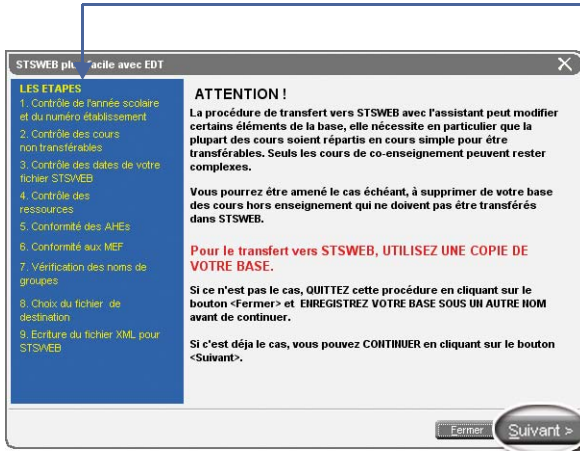 STSWEB plus facile avec EDT
LES ETAPES
1. Contrôle de l'année scolaire
et du numéro établissement
2. Contrôle des cours
non transférables
3. Contrôle des dates de votre
fichier STSWEB
4. Contrôle des
ressources
5. Conformité des AHEs
6. Conformité aux MEF
7. Vérification des noms de
groupes
8. Choix du fichier de
destination
9. Ecriture du fichier XML pour
STSWEB
ATTENTION !
La procédure de transfert vers STSWEB avec l'assistant peut modifier
certains éléments de la base, elle nécessite en particulier que la
plupart des cours soient répartis en cours simple pour être
transférables. Seuls les cours de co-enseignement peuvent rester
complexes.
Vous pourrez être amené le cas échéant, à supprimer de votre base
des cours hors enseignement qui ne doivent pas être transférés
dans STSWEB.
Pour le transfert vers STSWEB, UTILISEZ UNE COPIE DE
VOTRE BASE.
Si ce n'est pas le cas, QUITTEZ cette procédure en cliquant sur le
bouton <Fermer> et ENREGISTREZ VOTRE BASE SOUS UN AUTRE NOM
avant de continuer.
Si c'est déja le cas, vous pouvez CONTINUER en cliquant sur le bouton
<Suivant>.
Fermer
Suivant >